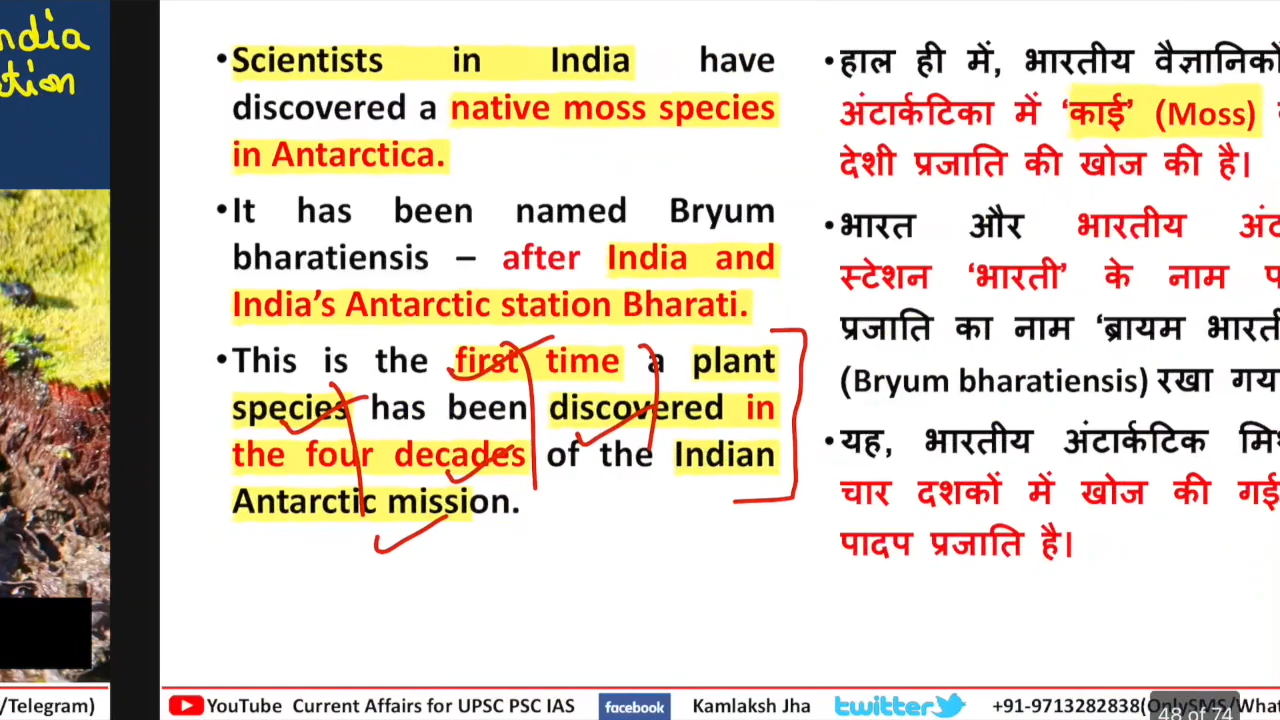 ndia
tion
•Scientists in India have
discovered a native moss species
in Antarctica.
•It has been named Bryum
bharatiensis – after India and
India's Antarctic station Bharati.
•This is the first time a plant
species has been discovered in
the four decades of the Indian
Antarctic mission.
•हाल ही में, भारतीय वैज्ञानिकों
अंटार्कटिका में 'काई' (Moss)
देशी प्रजाति की खोज की है।
•भारत और भारतीय अंट
स्टेशन 'भारती' के नाम प
प्रजाति का नाम 'ब्रायम भारती
(Bryum bharatiensis) रखा गय
•यह, भारतीय अंटार्कटिक मि
चार दशकों में खोज की गई
पादप प्रजाति है।
/Telegram)
YouTube Current Affairs for UPSC PSC IAS facebook Kamlaksh Jha twitter +91-9713282838(OnlySMS/Wha
48 of 74